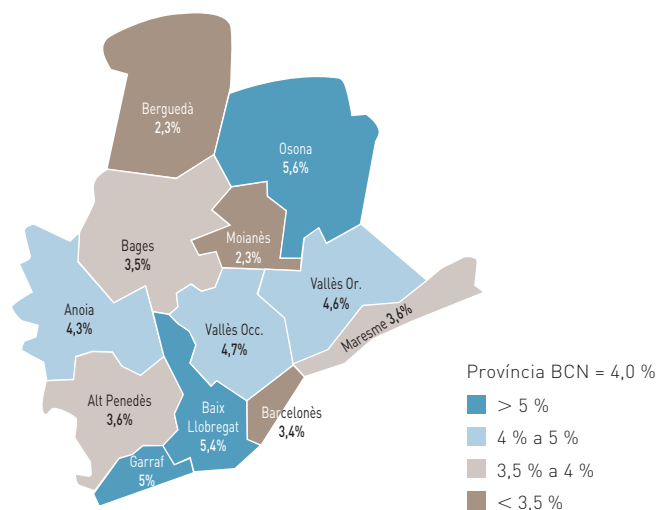 Berguedà
2,3%
Osona
5,6%
Moianès
2,3%
Bages
3,5%
Vallès Or.
4,6%
Anoia
4,3%
Vallès Occ.
4,7%
Maresme 3,6%
Alt Penedès
3,6%
Baix
Llobregat
5,4%
Barcelonès
3,4%
Garraf
5%
Província BCN = 4,0 %
> 5 %
4 % a 5 %
3,5 % a 4 %
< 3,5 %